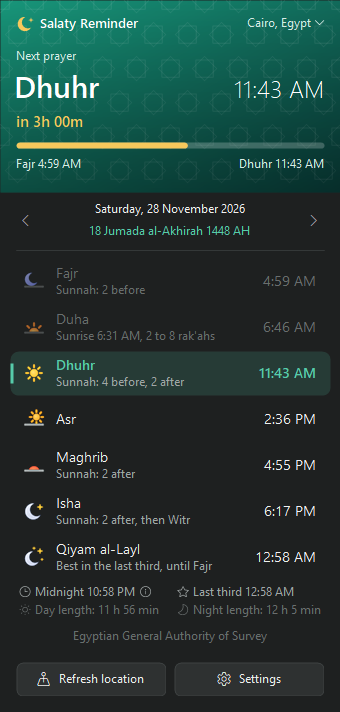 Salaty Reminder
Cairo, Egypt
Next prayer
Dhuhr
11:43 AM
in 3h 00m
Fajr 4:59 AM
Dhuhr 11:43 AM
Saturday, 28 November 2026
18 Jumada al-Akhirah 1448 AH
Fajr
Sunnah: 2 before
4:59 AM
Duha
Sunrise 6:31 AM, 2 to 8 rak'ahs
6:46 AM
Dhuhr
Sunnah: 4 before, 2 after
11:43 AM
Asr
2:36 PM
Maghrib
Sunnah: 2 after
4:55 PM
Isha
Sunnah: 2 after, then Witr
6:17 PM
Qiyam al-Layl
Best in the last third, until Fajr
12:58 AM
Midnight 10:58 PM
Last third 12:58 AM
Day length: 11 h 56 min
Night length: 12 h 5 min
Egyptian General Authority of Survey
Refresh location
Settings